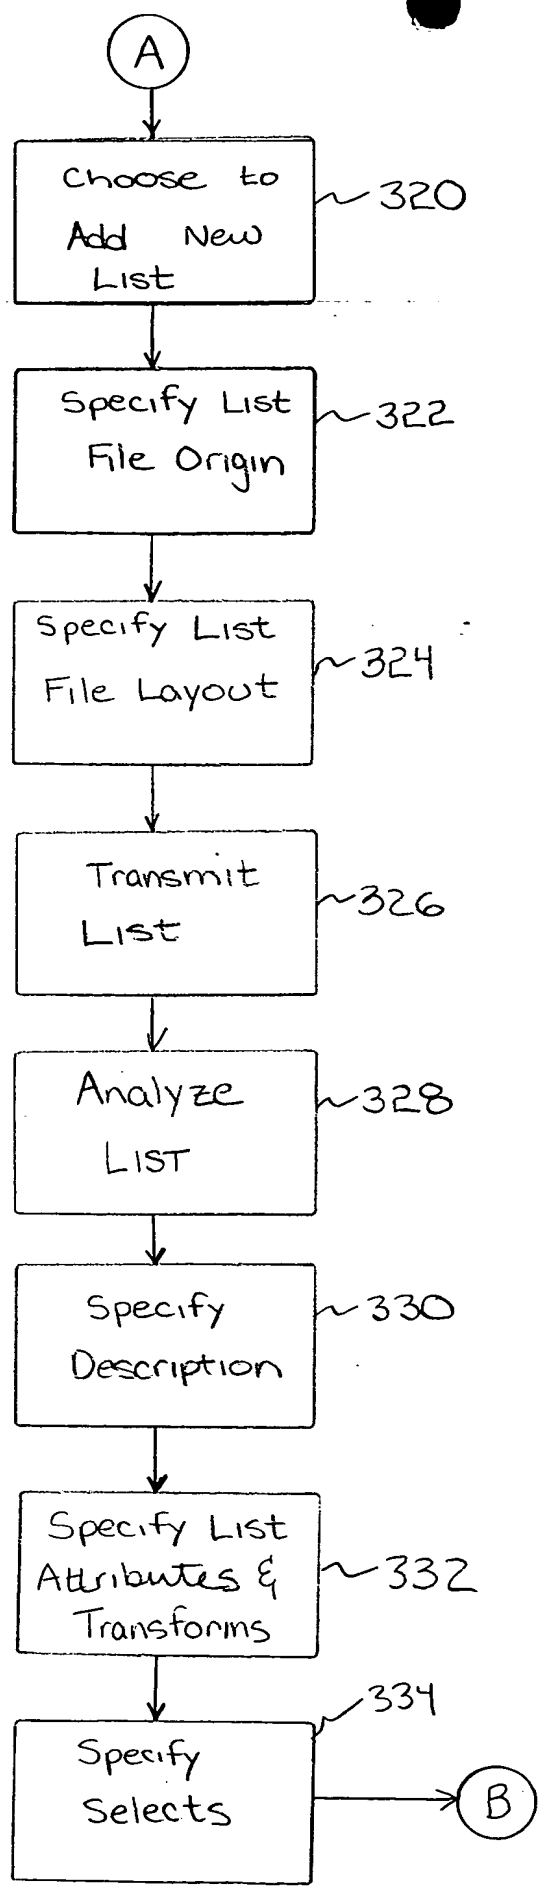 A
Choose to
Add New
List
320
Specify List
File Origin
322
Specify List
File Layout
324
Transmit
List
326
Analyze
LIST
328
Specify
Description
330
Specify List
Attributes &
Transforms
332
334
Specify
Selects
B